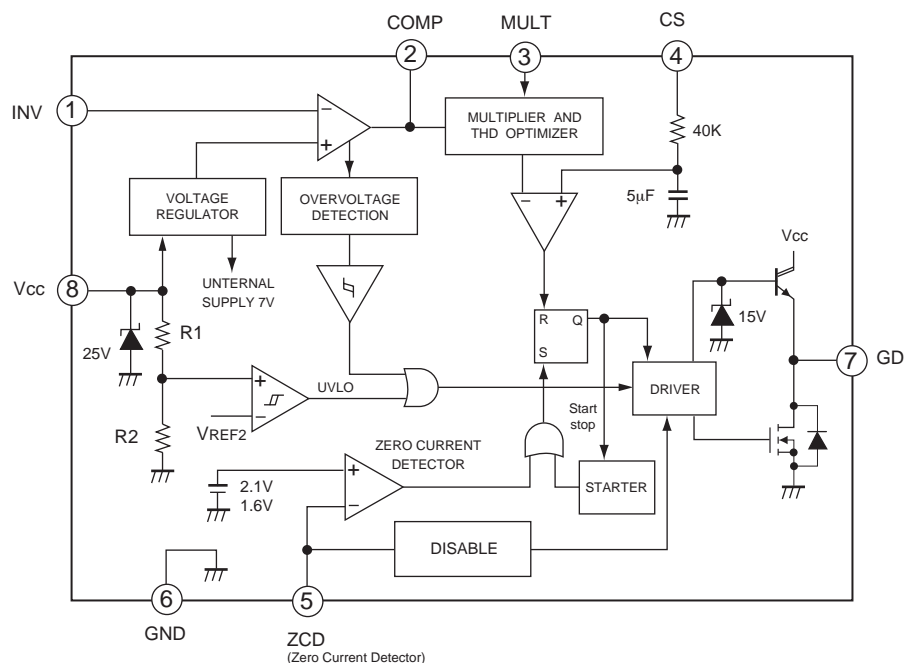 COMP
MULT
CS
2
3
4
INV
1
−
+
MULTIPLIER AND
THD OPTIMIZER
40K
5µF
VOLTAGE
REGULATOR
OVERVOLTAGE
DETECTION
−
+
Vcc
8
UNTERNAL
SUPPLY 7V
Vcc
25V
R1
R
Q
S
15V
7
GD
DRIVER
+
−
UVLO
VREF2
R2
Start
stop
ZERO CURRENT
DETECTOR
+
−
2.1V
1.6V
STARTER
DISABLE
6
GND
5
ZCD
(Zero Current Detector)